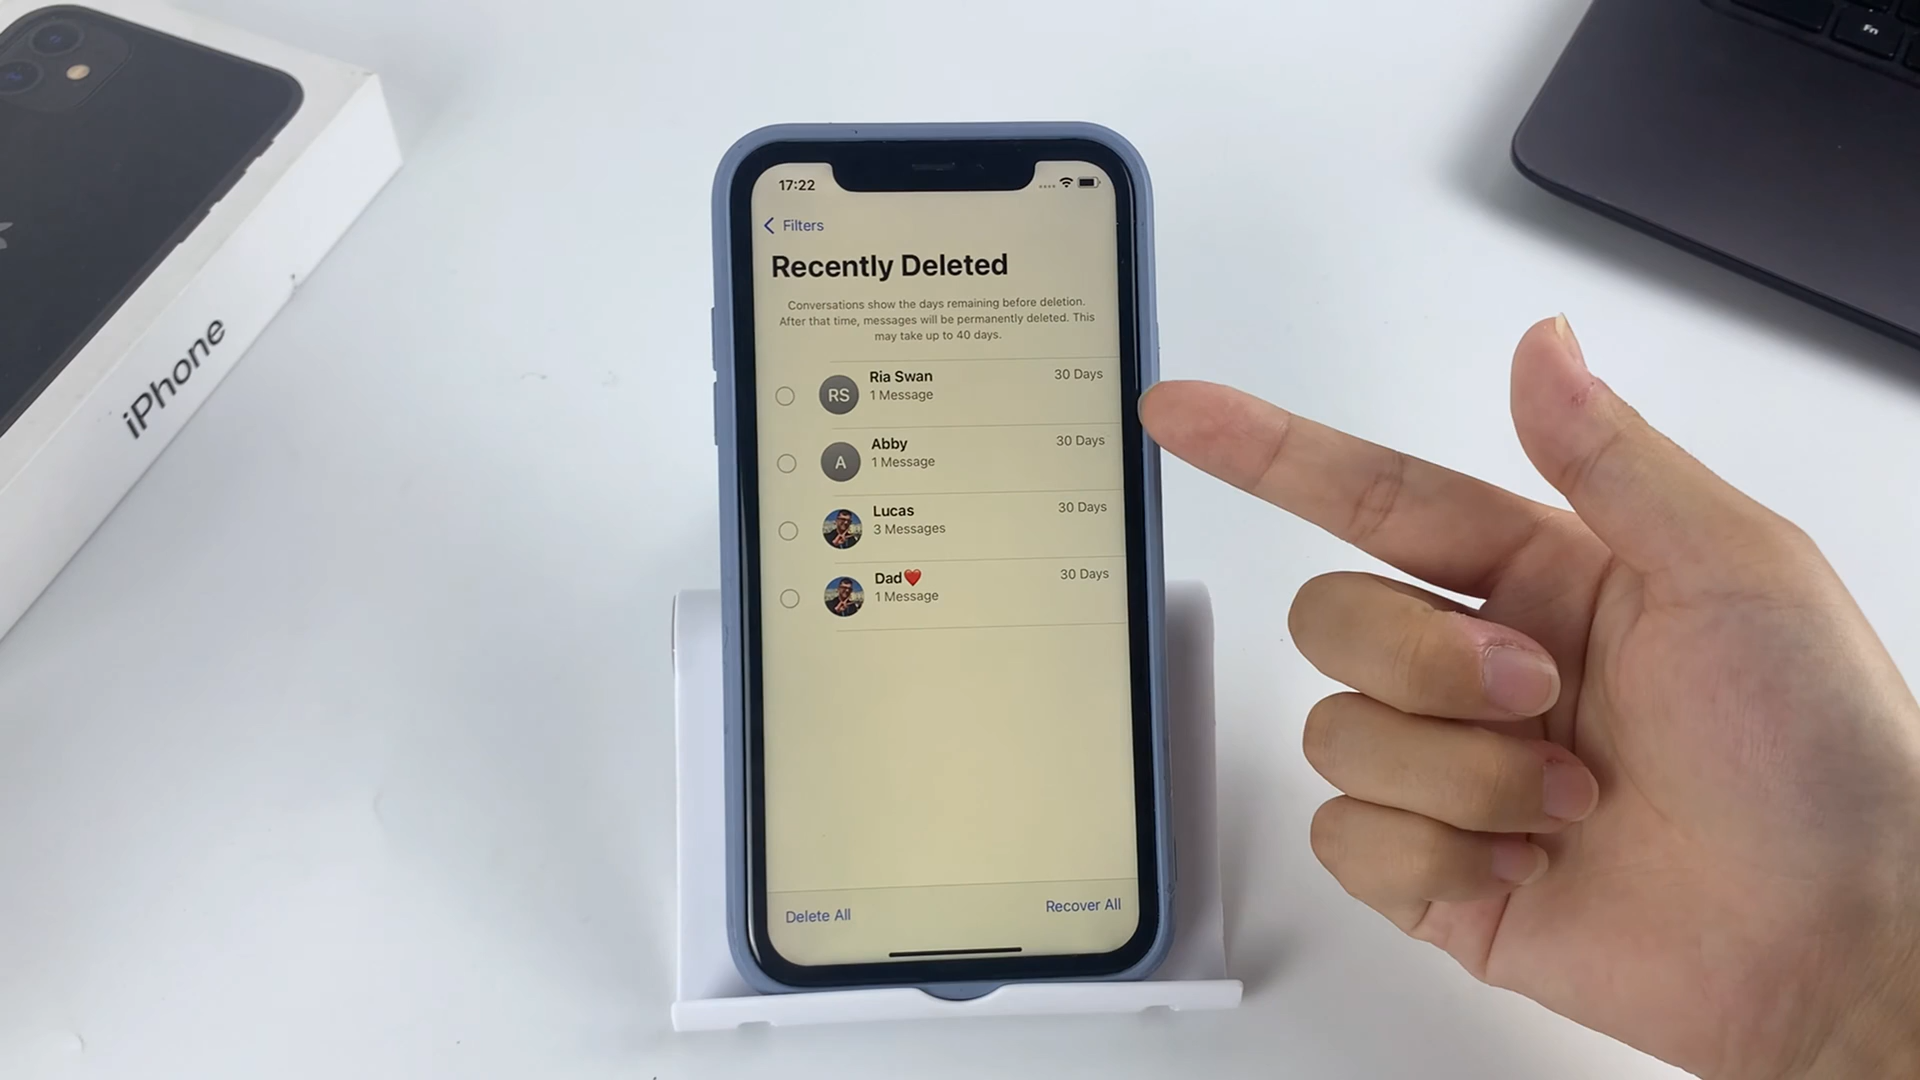 iPhone
Fn
17:22
Filters
Recently Deleted
Conversations show the days remaining before deletion.
After that time, messages will be permanently deleted. This
may take up to 40 days.
RS
Ria Swan
30 Days
1 Message
A
Abby
30 Days
1 Message
Lucas
30 Days
3 Messages
Dad❤️
30 Days
1 Message
Delete All
Recover All